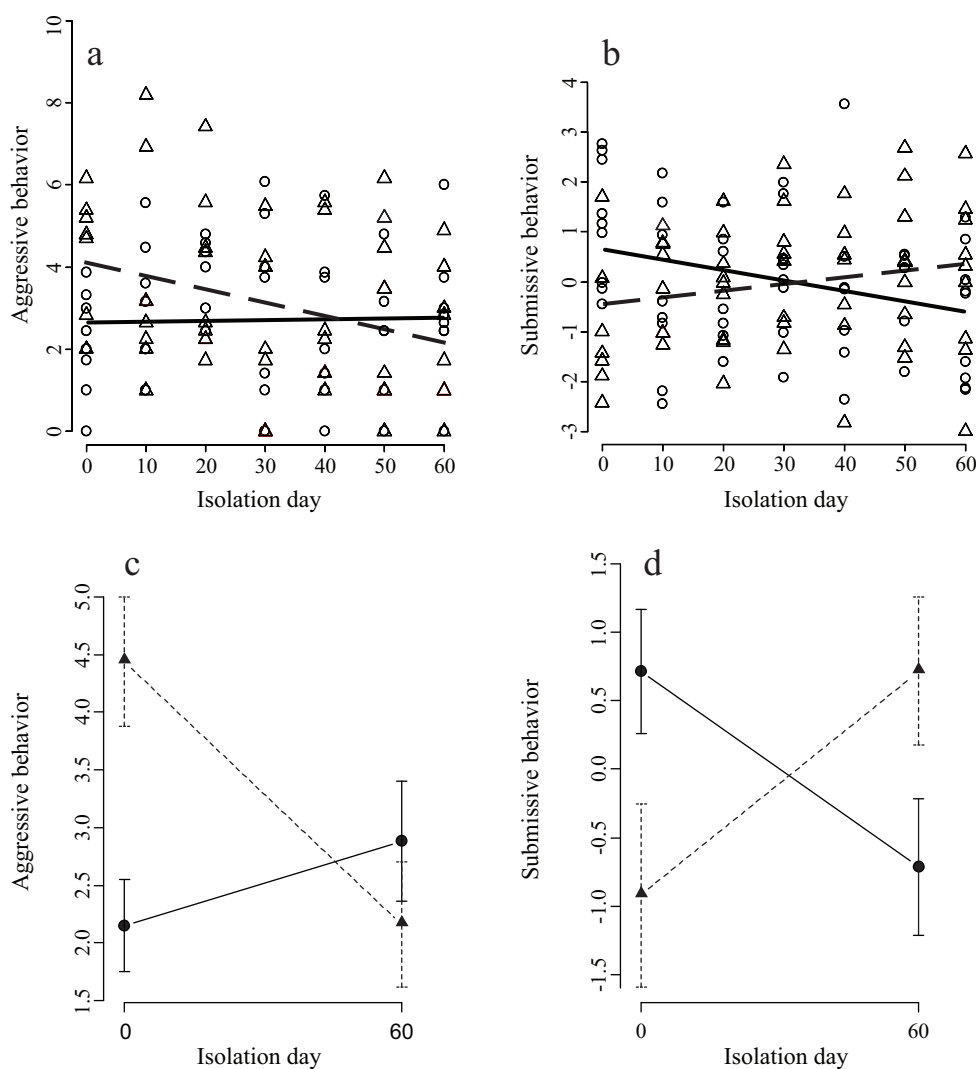 a
Aggressive behavior
0 2 4 6 8 10
0 10 20 30 40 50 60
Isolation day
b
Submissive behavior
-3 -2 -1 0 1 2 3 4
0 10 20 30 40 50 60
Isolation day
c
Aggressive behavior
1.5 2.0 2.5 3.0 3.5 4.0 4.5 5.0
0 60
Isolation day
d
Submissive behavior
-1.5 -1.0 -0.5 0.0 0.5 1.0 1.5
0 60
Isolation day